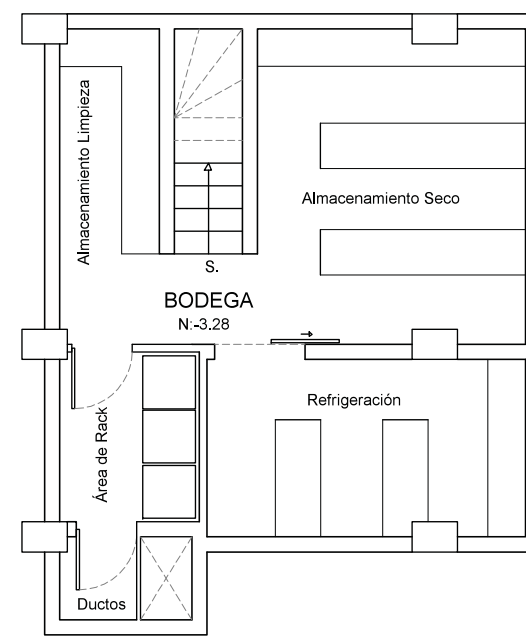 Almacenamiento Limpieza
Almacenamiento Seco
S.
BODEGA
N:-3.28
Refrigeración
Área de Rack
Ductos